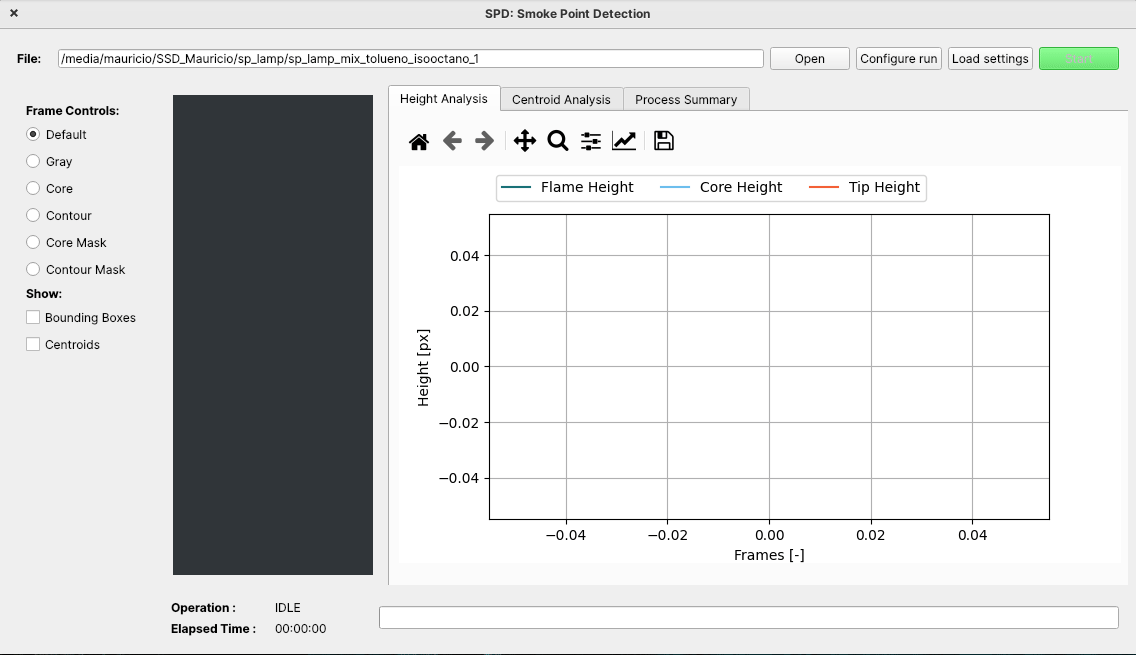 SPD: Smoke Point Detection
File: /media/mauricio/SSD_Mauricio/sp_lamp/sp_lamp_mix_tolueno_isooctano_1 Open Configure run Load settings Start
Height Analysis Centroid Analysis Process Summary
Frame Controls:
Default
Gray
Core
Contour
Core Mask
Contour Mask
Show:
Bounding Boxes
Centroids
Flame Height Core Height Tip Height
0.04
0.02
0.00
−0.02
−0.04
Height [px]
−0.04 −0.02 0.00 0.02 0.04
Frames [-]
Operation : IDLE
Elapsed Time : 00:00:00